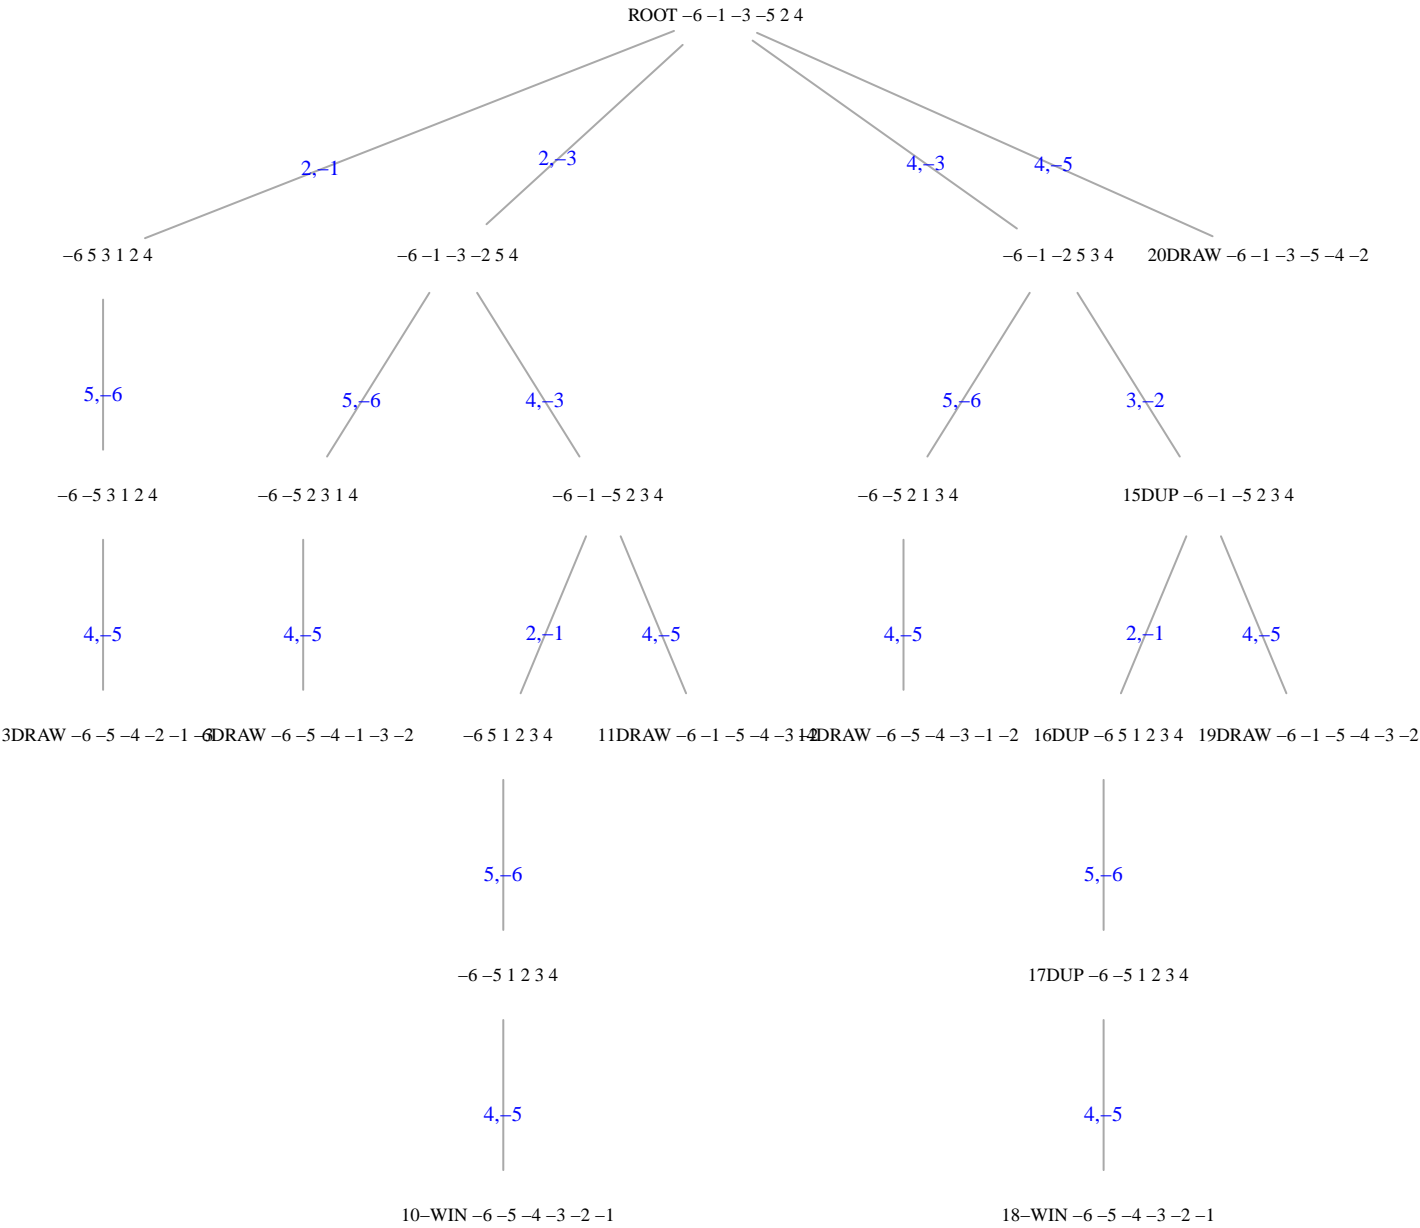 ROOT –6 –1 –3 –5 2 4
2,–1
2,–3
4,–3
4,–5
–6 5 3 1 2 4
–6 –1 –3 –2 5 4
–6 –1 –2 5 3 4
20DRAW –6 –1 –3 –5 –4 –2
5,–6
5,–6
4,–3
5,–6
3,–2
–6 –5 3 1 2 4
–6 –5 2 3 1 4
–6 –1 –5 2 3 4
–6 –5 2 1 3 4
15DUP –6 –1 –5 2 3 4
4,–5
4,–5
2,–1
4,–5
4,–5
2,–1
4,–5
3DRAW –6 –5 –4 –2 –1 –3
6DRAW –6 –5 –4 –1 –3 –2
–6 5 1 2 3 4
11DRAW –6 –1 –5 –4 –3 –2
14DRAW –6 –5 –4 –3 –1 –2
16DUP –6 5 1 2 3 4
19DRAW –6 –1 –5 –4 –3 –2
5,–6
5,–6
–6 –5 1 2 3 4
17DUP –6 –5 1 2 3 4
4,–5
4,–5
10–WIN –6 –5 –4 –3 –2 –1
18–WIN –6 –5 –4 –3 –2 –1